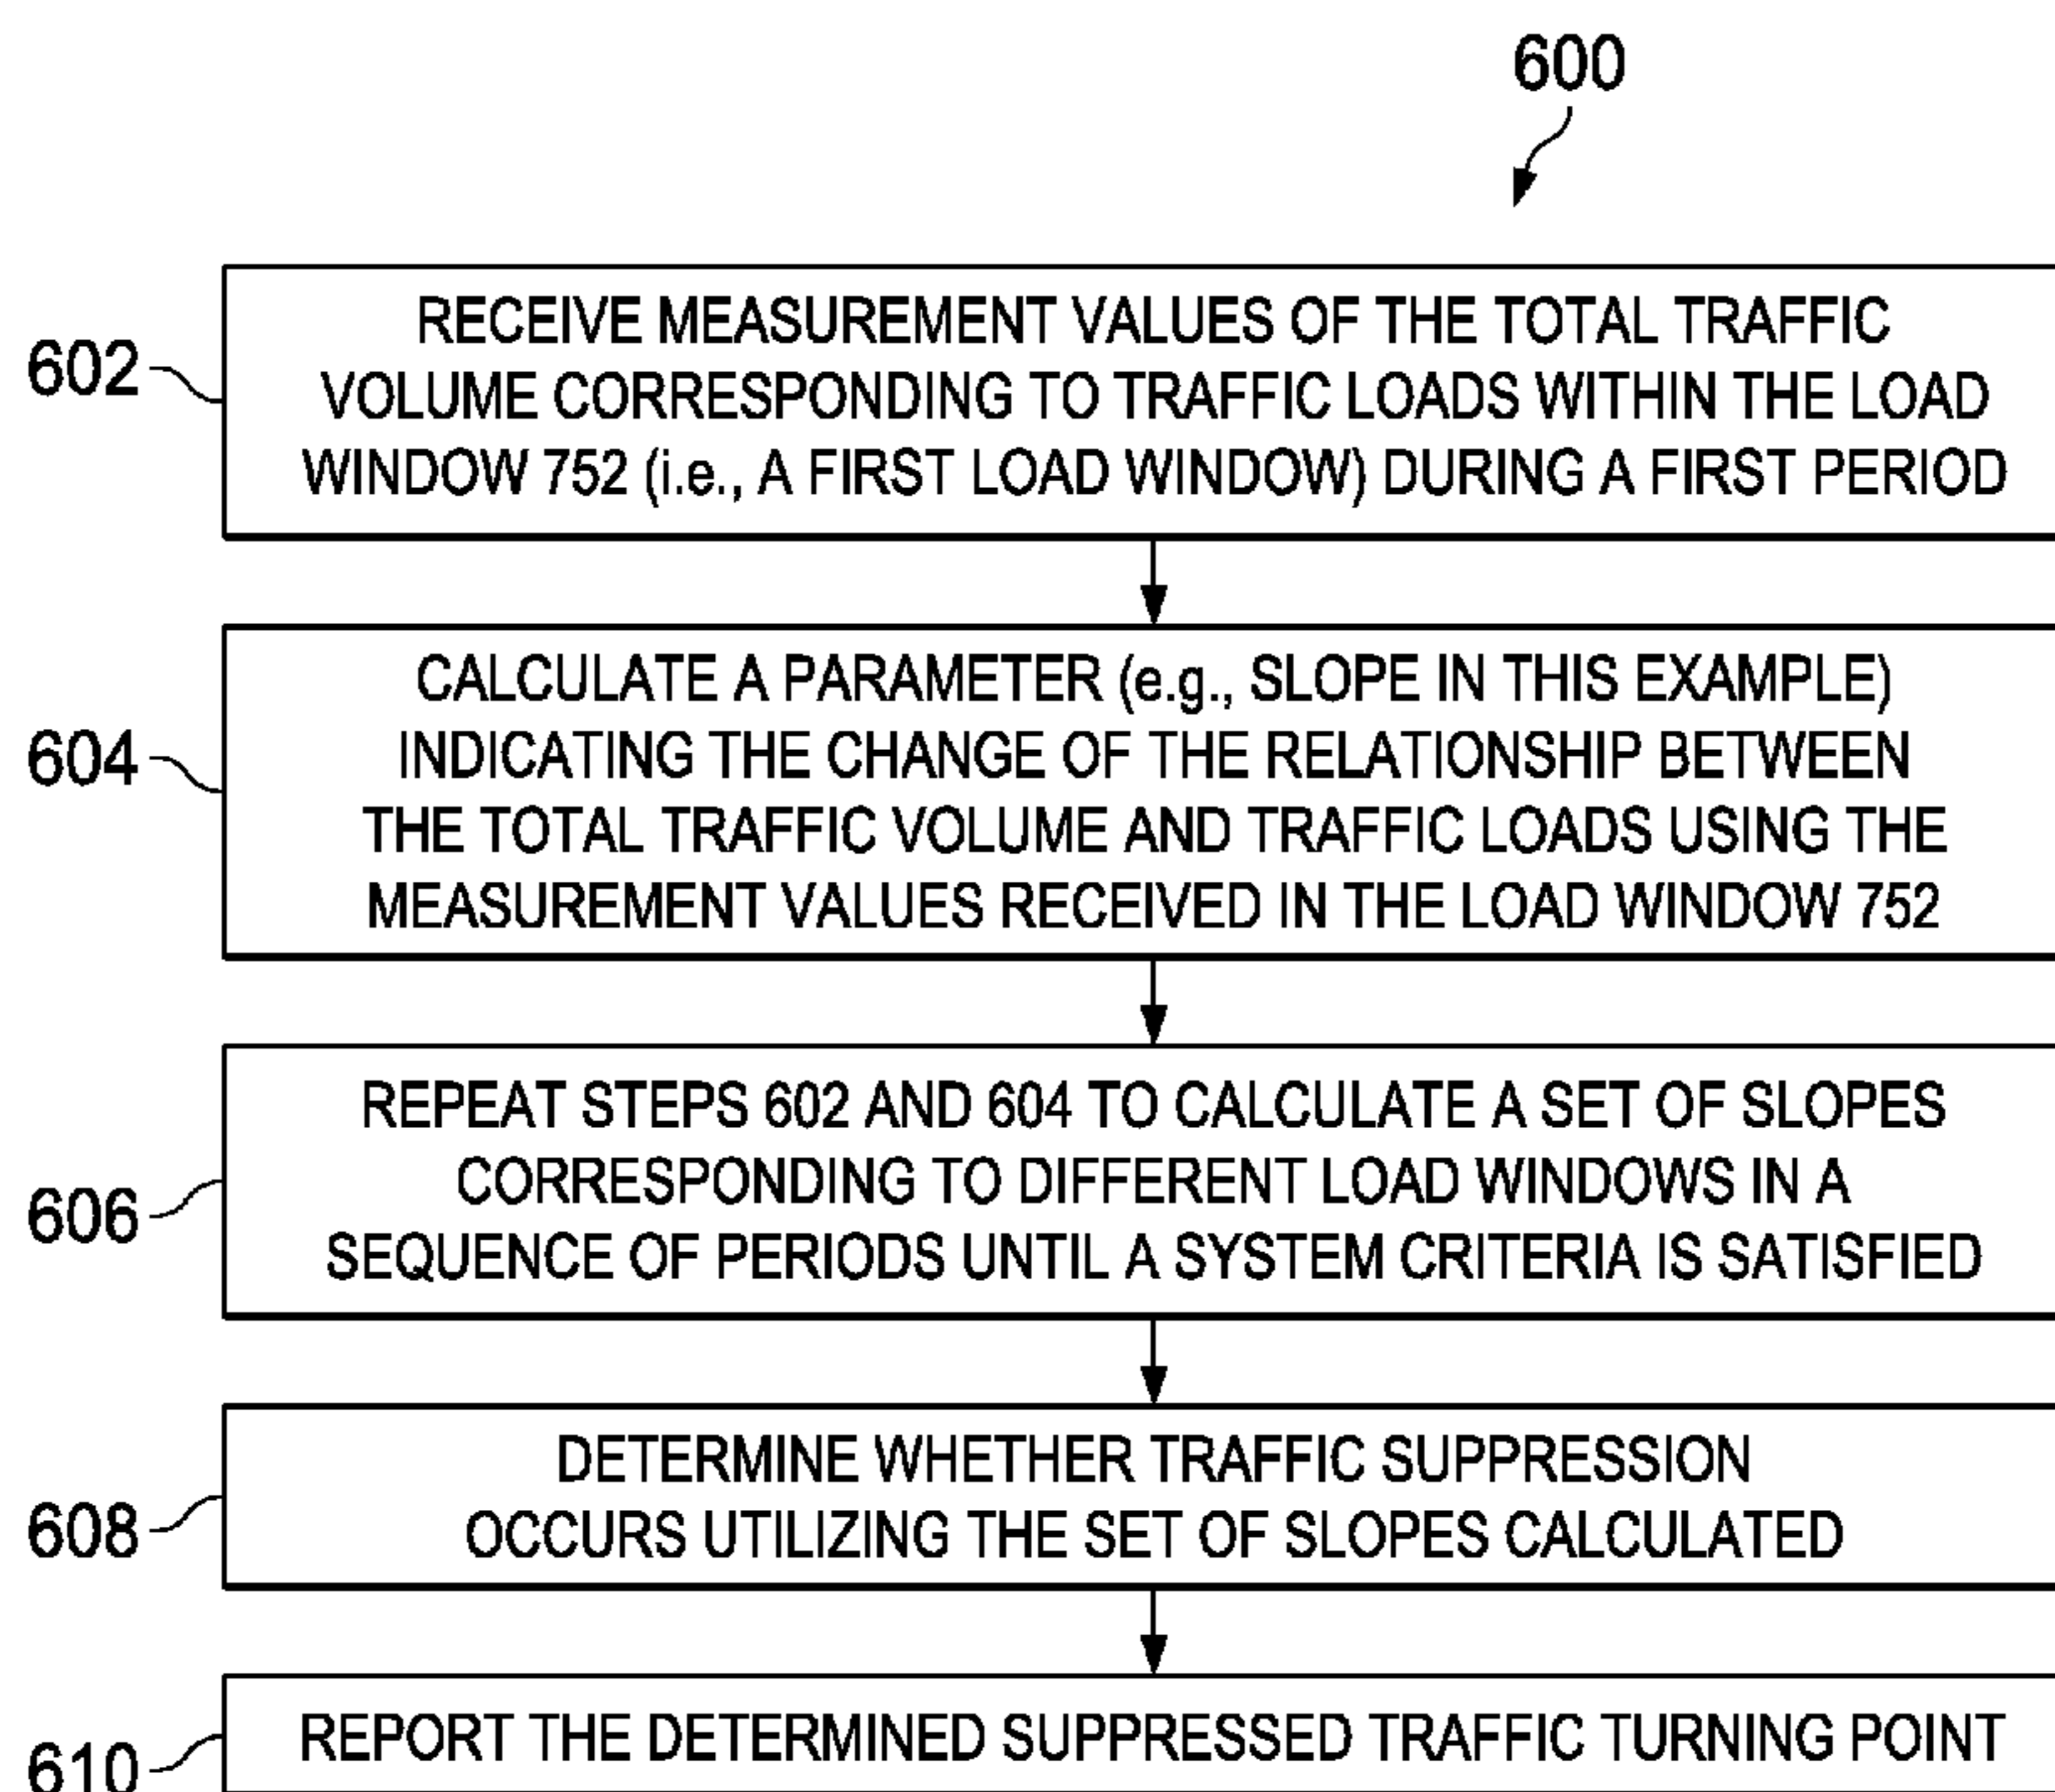 600
602
RECEIVE MEASUREMENT VALUES OF THE TOTAL TRAFFIC
VOLUME CORRESPONDING TO TRAFFIC LOADS WITHIN THE LOAD
WINDOW 752 (i.e., A FIRST LOAD WINDOW) DURING A FIRST PERIOD
604
CALCULATE A PARAMETER (e.g., SLOPE IN THIS EXAMPLE)
INDICATING THE CHANGE OF THE RELATIONSHIP BETWEEN
THE TOTAL TRAFFIC VOLUME AND TRAFFIC LOADS USING THE
MEASUREMENT VALUES RECEIVED IN THE LOAD WINDOW 752
606
REPEAT STEPS 602 AND 604 TO CALCULATE A SET OF SLOPES
CORRESPONDING TO DIFFERENT LOAD WINDOWS IN A
SEQUENCE OF PERIODS UNTIL A SYSTEM CRITERIA IS SATISFIED
608
DETERMINE WHETHER TRAFFIC SUPPRESSION
OCCURS UTILIZING THE SET OF SLOPES CALCULATED
610
REPORT THE DETERMINED SUPPRESSED TRAFFIC TURNING POINT